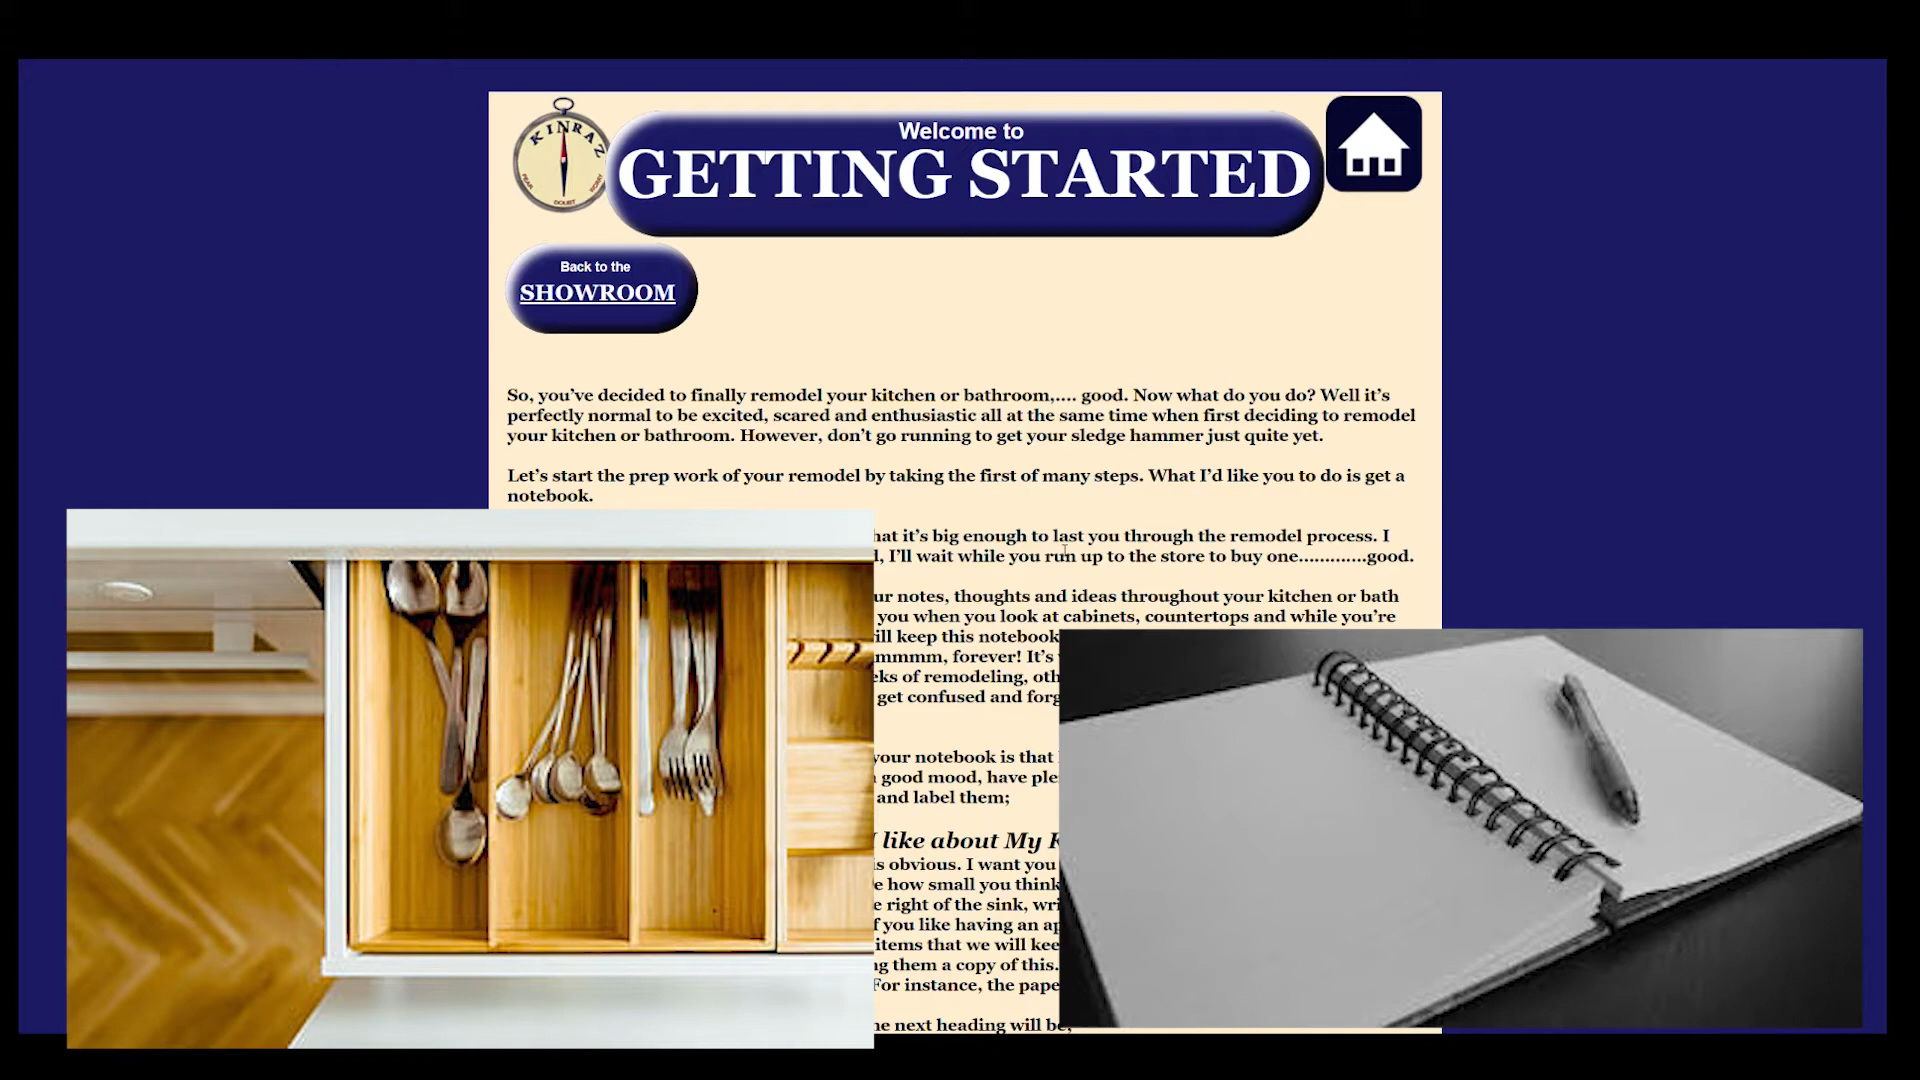 KINRAZ
FEAR
DOUBT
WORRY
Welcome to
GETTING STARTED
Back to the
SHOWROOM
So, you’ve decided to finally remodel your kitchen or bathroom,.... good. Now what do you do? Well it’s
perfectly normal to be excited, scared and enthusiastic all at the same time when first deciding to remodel
your kitchen or bathroom. However, don’t go running to get your sledge hammer just quite yet.
Let’s start the prep work of your remodel by taking the first of many steps. What I’d like you to do is get a
notebook.
hat it’s big enough to last you through the remodel process. I
, I’ll wait while you run up to the store to buy one.............good.
ur notes, thoughts and ideas throughout your kitchen or bath
you when you look at cabinets, countertops and while you’re
ill keep this notebook
mmmm, forever! It’s
ks of remodeling, oth
get confused and forg
your notebook is that
good mood, have ple
and label them;
I like about My
is obvious. I want you
e how small you think
e right of the sink, wri
f you like having an ap
items that we will kee
ng them a copy of this.
For instance, the pape
he next heading will be,